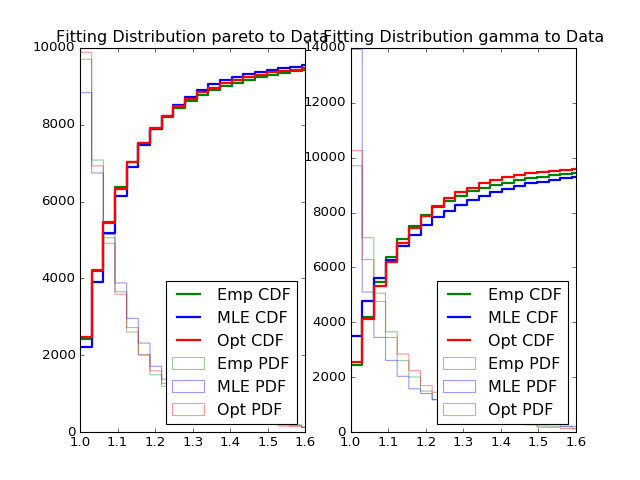 Fitting Distribution pareto to Data
10000
8000
6000
4000
2000
0
1.0 1.1 1.2 1.3 1.4 1.5 1.6
Emp CDF
MLE CDF
Opt CDF
Emp PDF
MLE PDF
Opt PDF
Fitting Distribution gamma to Data
14000
12000
10000
8000
6000
4000
2000
0
1.0 1.1 1.2 1.3 1.4 1.5 1.6
Emp CDF
MLE CDF
Opt CDF
Emp PDF
MLE PDF
Opt PDF